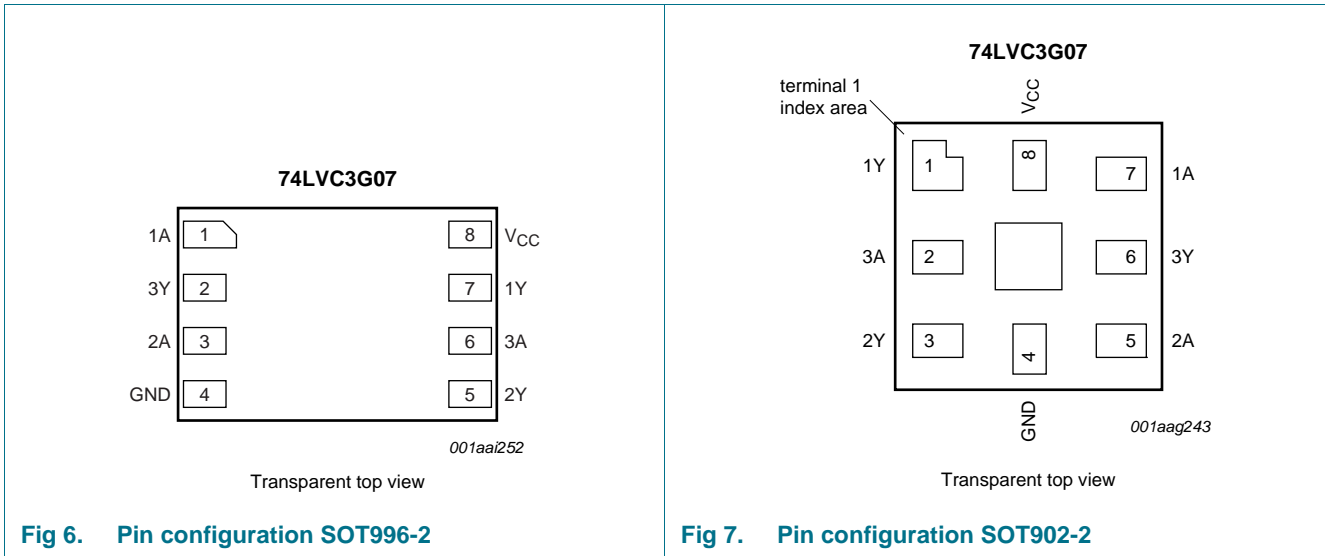 74LVC3G07
1A 1 8 VCC
3Y 2 7 1Y
2A 3 6 3A
GND 4 5 2Y
001aai252
Transparent top view
Fig 6. Pin configuration SOT996-2
74LVC3G07
terminal 1
index area
VCC
1Y 1 8 7 1A
3A 2 6 3Y
2Y 3 4 5 2A
GND
001aag243
Transparent top view
Fig 7. Pin configuration SOT902-2